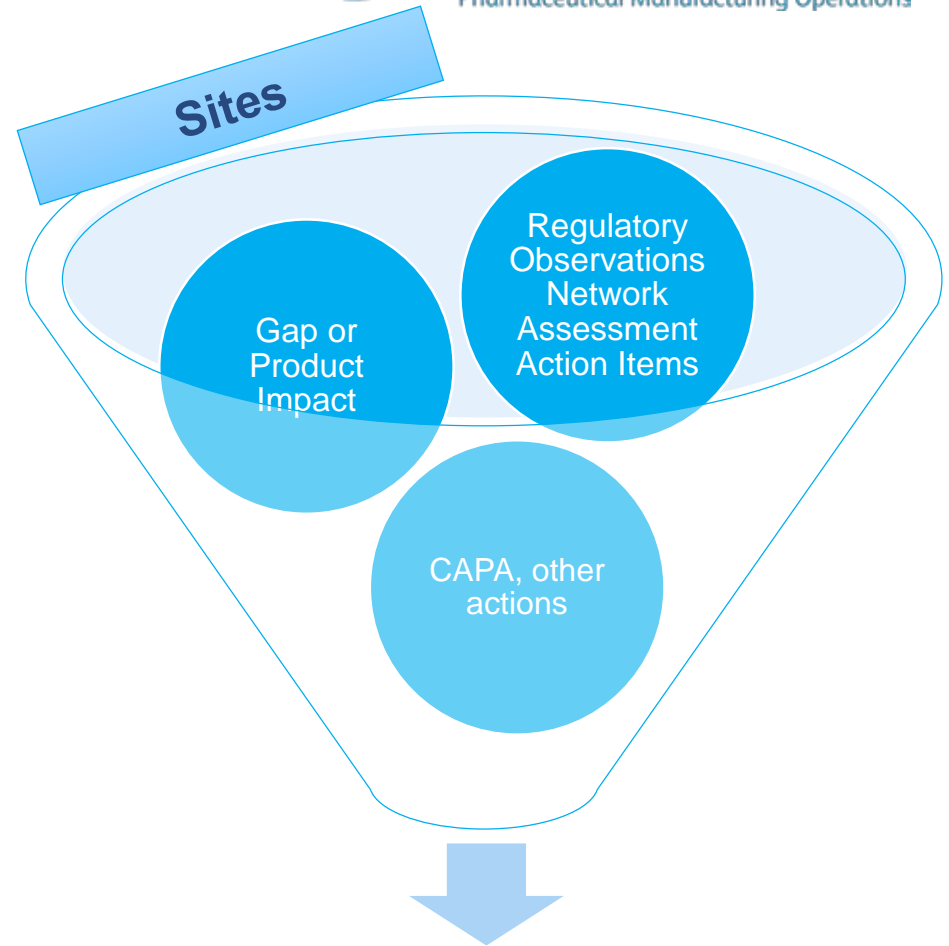 Pharmaceutical Manufacturing Operations
Sites
Regulatory
Observations
Network
Assessment
Action Items
Gap or
Product
Impact
CAPA, other
actions